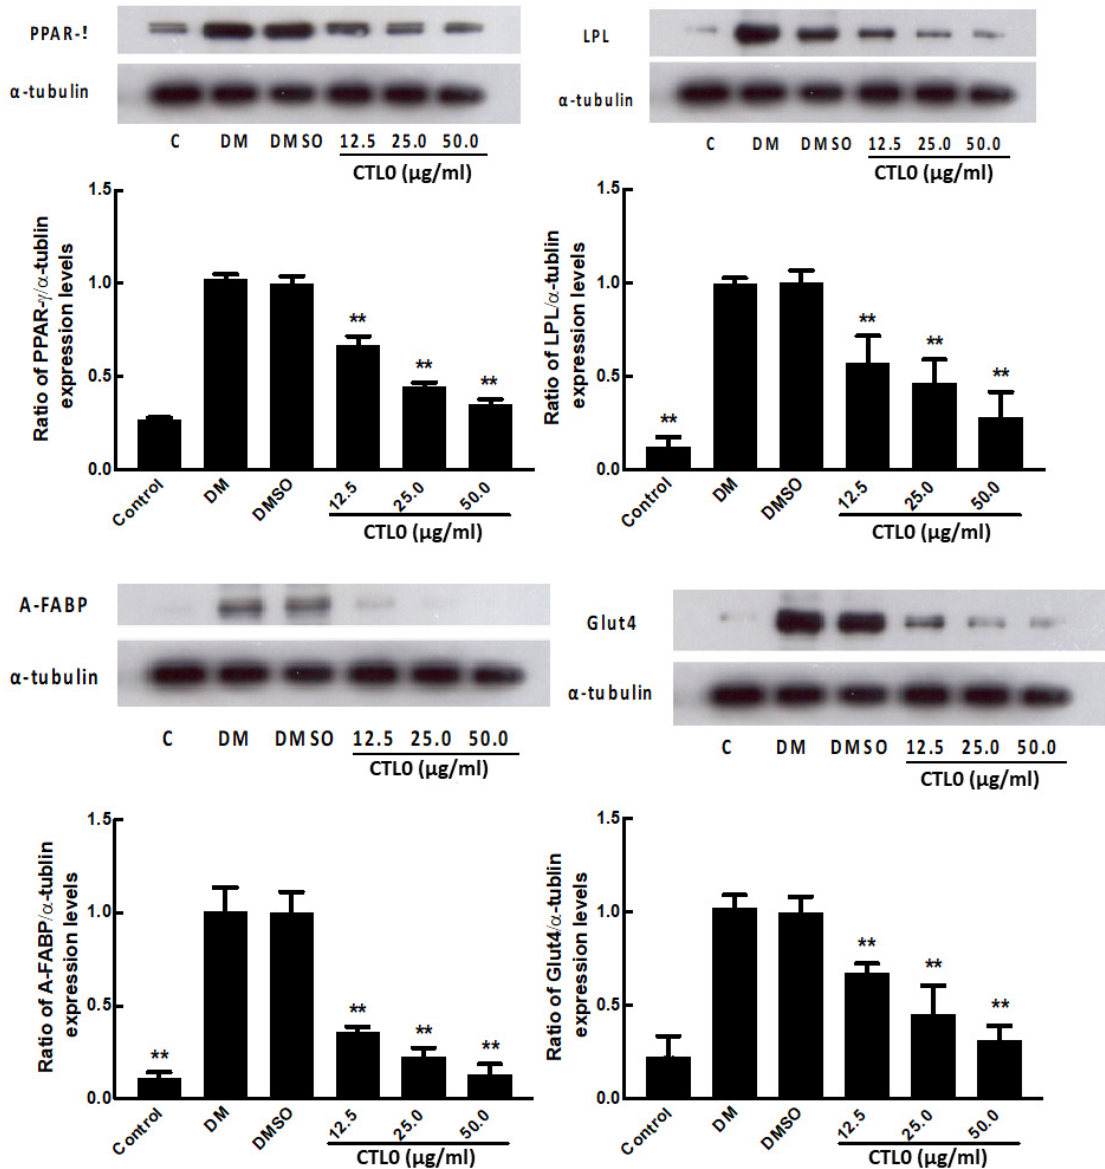 PPAR-!
α-tubulin
C DM DMSO 12.5 25.0 50.0
CTL0 (µg/ml)
LPL
α-tubulin
C DM DMSO 12.5 25.0 50.0
CTL0 (µg/ml)
Ratio of PPAR-γ/α-tublin
expression levels
1.5
1.0
0.5
0.0
**
**
**
Control DM DMSO 12.5 25.0 50.0
CTL0 (µg/ml)
Ratio of LPL/α-tublin
expression levels
1.5
1.0
0.5
0.0
**
**
**
**
Control DM DMSO 12.5 25.0 50.0
CTL0 (µg/ml)
A-FABP
α-tubulin
C DM DMSO 12.5 25.0 50.0
CTL0 (µg/ml)
Glut4
α-tubulin
C DM DMSO 12.5 25.0 50.0
CTL0 (µg/ml)
Ratio of A-FABP/α-tublin
expression levels
1.5
1.0
0.5
0.0
**
**
**
**
Control DM DMSO 12.5 25.0 50.0
CTL0 (µg/ml)
Ratio of Glut4/α-tublin
expression levels
1.5
1.0
0.5
0.0
**
**
**
Control DM DMSO 12.5 25.0 50.0
CTL0 (µg/ml)